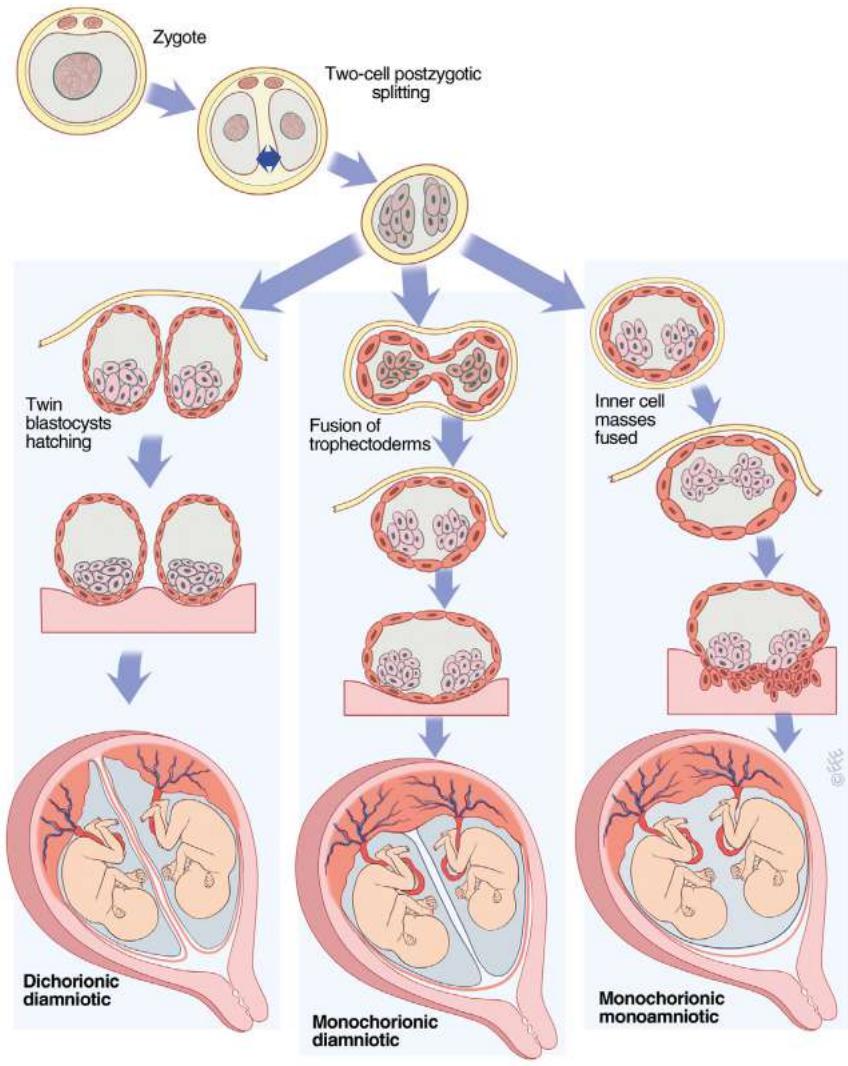 Zygote
Two-cell postzygotic
splitting
Twin
blastocysts
hatching
Fusion of
trophectoderms
Inner cell
masses
fused
Dichorionic
diamniotic
Monochorionic
diamniotic
Monochorionic
monoamniotic